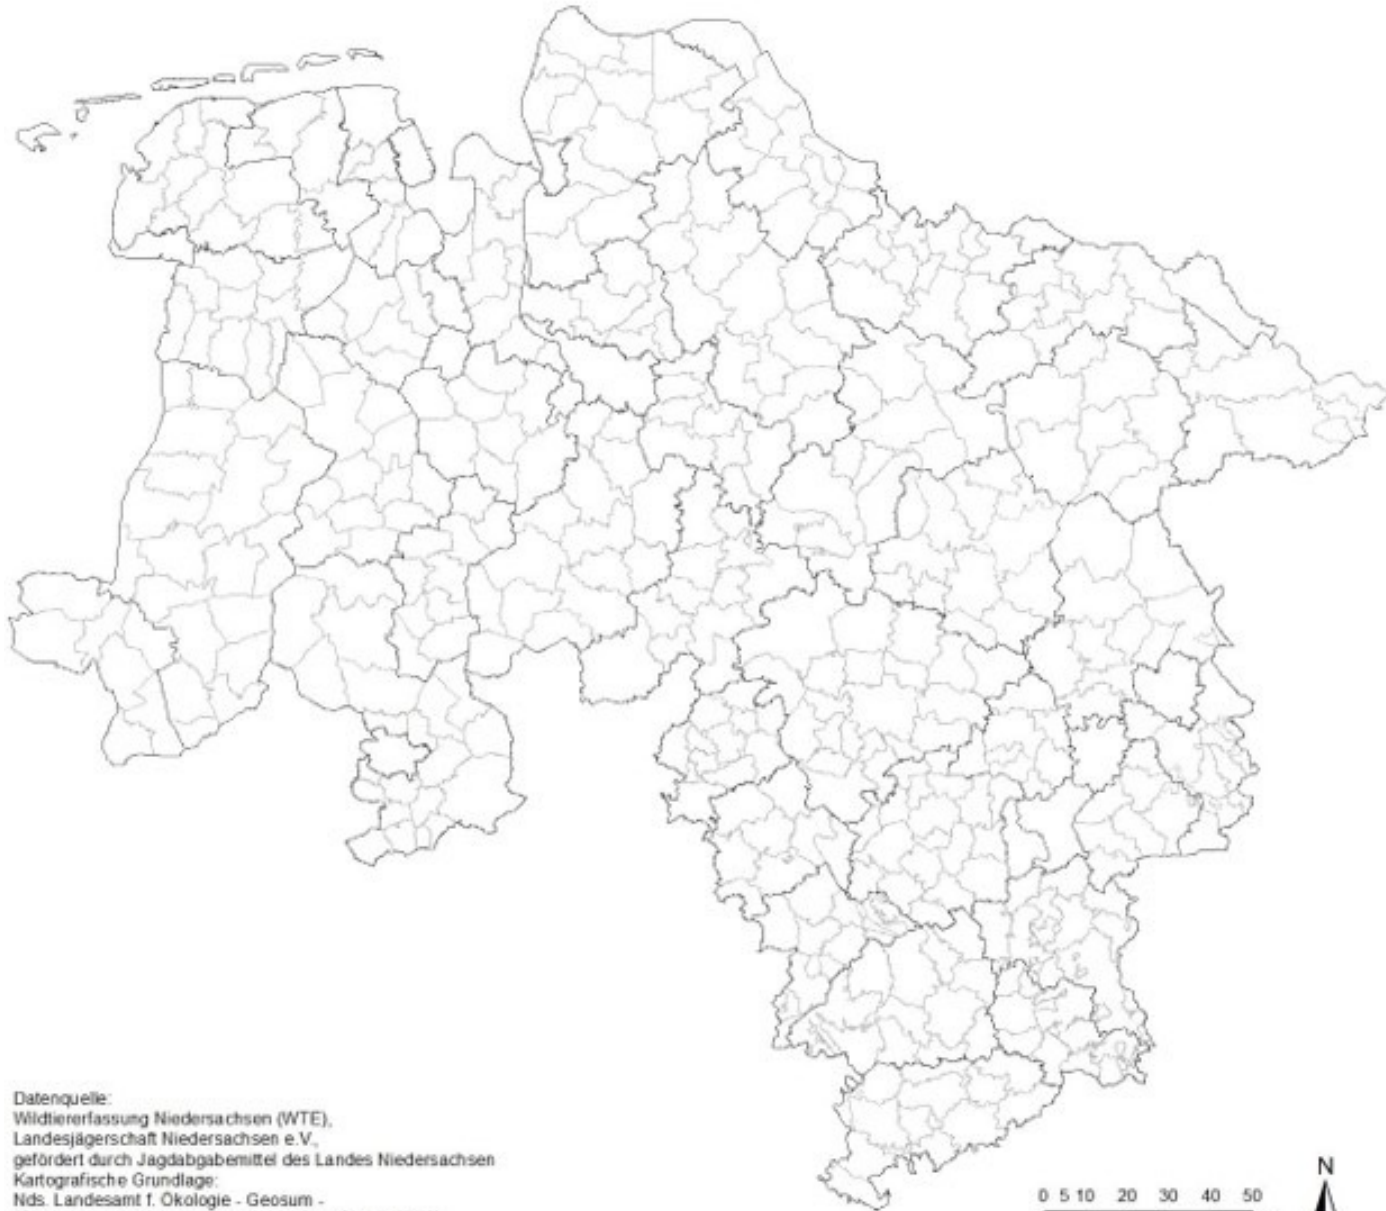 Datenquelle:
Wildtiererfassung Niedersachsen (WTE),
Landesjägerschaft Niedersachsen e.V.,
gefördert durch Jagdabgabemittel des Landes Niedersachsen
Kartografische Grundlage:
Nds. Landesamt f. Ökologie - Geosum -
N
0 5 10 20 30 40 50